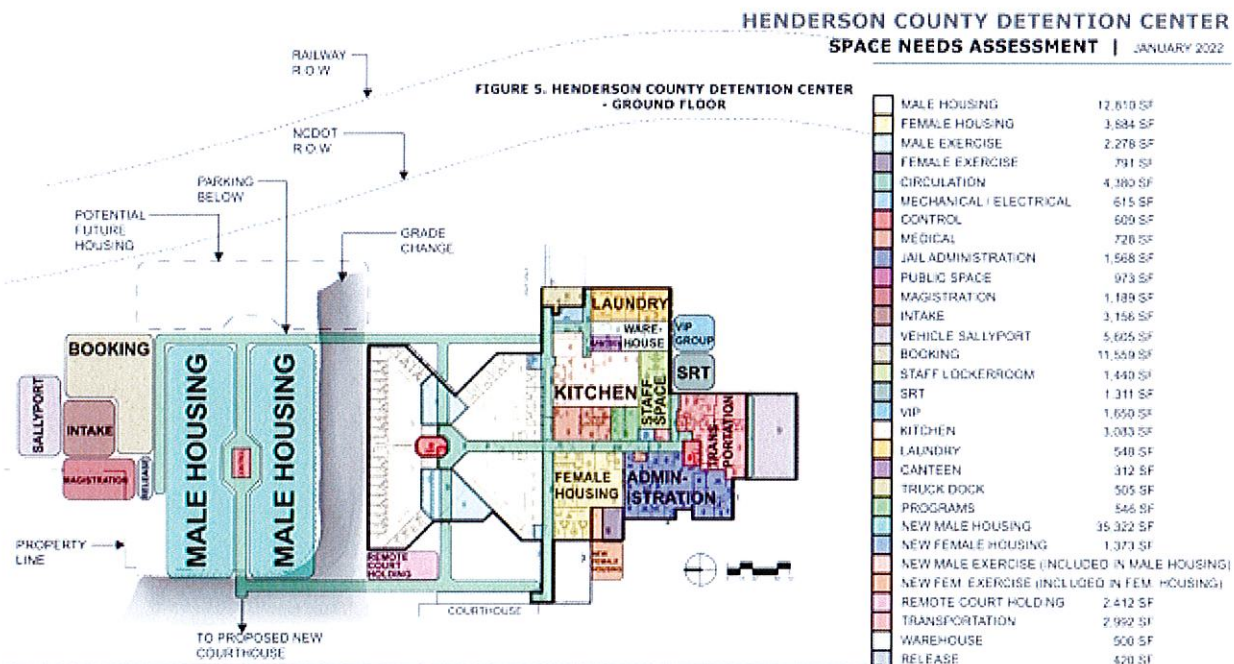 HENDERSON COUNTY DETENTION CENTER
SPACE NEEDS ASSESSMENT | JANUARY 2022
FIGURE 5. HENDERSON COUNTY DETENTION CENTER
- GROUND FLOOR
RAILWAY
R.O.W
NCDOT
R.O.W
PARKING
BELOW
POTENTIAL
FUTURE
HOUSING
GRADE
CHANGE
BOOKING
SALLYPORT
INTAKE
MAGISTRATION
RELEASE
MALE HOUSING
CONTROL
MALE HOUSING
PROPERTY
LINE
TO PROPOSED NEW
COURTHOUSE
REMOTE
COURT
HOLDING
COURTHOUSE
LAUNDRY
WARE-
HOUSE
KITCHEN
STAFF
SPACE
VIP
GROUP
SRT
TRANS
PORTATION
FEMALE
HOUSING
ADMIN-
ISTRATION
NEW
FEMALE
HOUSING
MALE HOUSING 12,810 SF
FEMALE HOUSING 3,884 SF
MALE EXERCISE 2,278 SF
FEMALE EXERCISE 791 SF
CIRCULATION 4,380 SF
MECHANICAL / ELECTRICAL 615 SF
CONTROL 609 SF
MEDICAL 728 SF
JAIL ADMINISTRATION 1,568 SF
PUBLIC SPACE 973 SF
MAGISTRATION 1,189 SF
INTAKE 3,156 SF
VEHICLE SALLYPORT 5,605 SF
BOOKING 11,559 SF
STAFF LOCKERROOM 1,440 SF
SRT 1,311 SF
VIP 1,650 SF
KITCHEN 3,083 SF
LAUNDRY 548 SF
CANTEEN 312 SF
TRUCK DOCK 505 SF
PROGRAMS 546 SF
NEW MALE HOUSING 35,322 SF
NEW FEMALE HOUSING 1,373 SF
NEW MALE EXERCISE (INCLUDED IN MALE HOUSING)
NEW FEM. EXERCISE (INCLUDED IN FEM. HOUSING)
REMOTE COURT HOLDING 2,412 SF
TRANSPORTATION 2,992 SF
WAREHOUSE 500 SF
RELEASE 420 SF